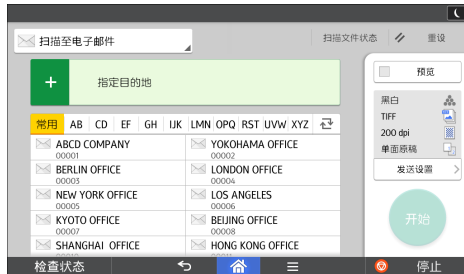 扫描至电子邮件
扫描文件状态
重设
指定目的地
预览
常用 AB CD EF GH IJK LMN OPQ RST UVW XYZ
ABCD COMPANY
00001
YOKOHAMA OFFICE
00002
BERLIN OFFICE
00003
LONDON OFFICE
00004
NEW YORK OFFICE
00005
LOS ANGELES
00006
KYOTO OFFICE
00007
BEIJING OFFICE
00008
SHANGHAI OFFICE
HONG KONG OFFICE
黑白
TIFF
200 dpi
单面原稿
发送设置
开始
检查状态
停止